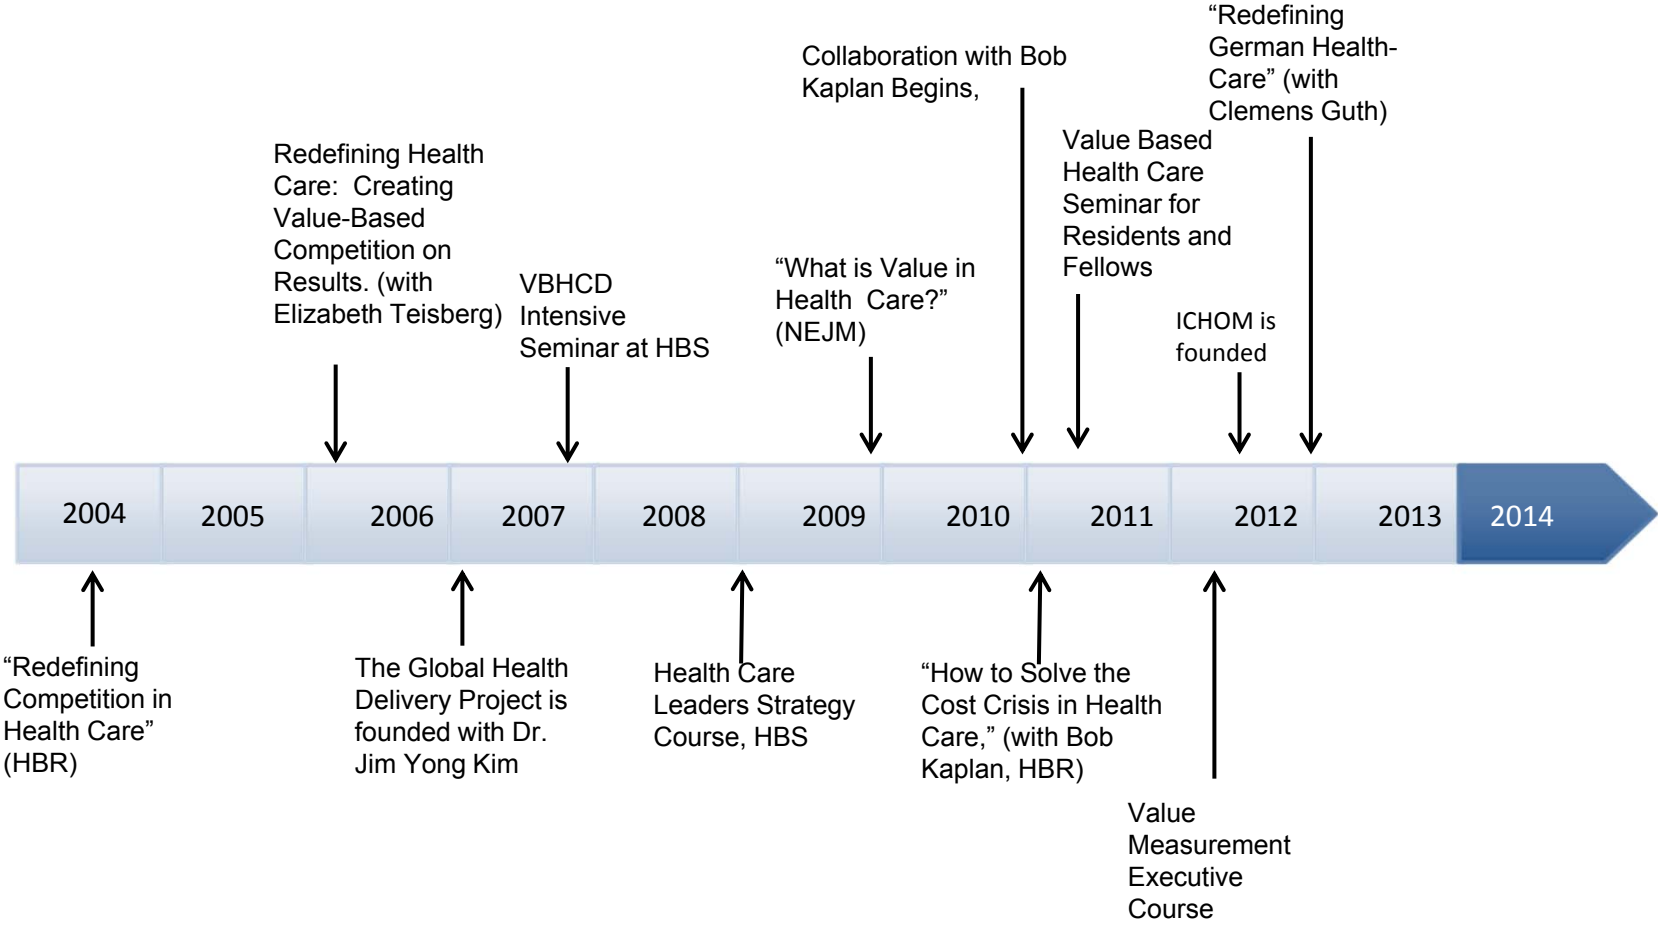 “Redefining
German Health-
Care” (with
Clemens Guth)
Collaboration with Bob
Kaplan Begins,
Value Based
Health Care
Seminar for
Residents and
Fellows
Redefining Health
Care:  Creating
Value-Based
Competition on
Results. (with
Elizabeth Teisberg)
VBHCD
Intensive
Seminar at HBS
“What is Value in
Health  Care?”
(NEJM)
ICHOM is
founded
2004
2005
2006
2007
2008
2009
2010
2011
2012
2013
2014
“Redefining
Competition in
Health Care”
(HBR)
The Global Health
Delivery Project is
founded with Dr.
Jim Yong Kim
Health Care
Leaders Strategy
Course, HBS
“How to Solve the
Cost Crisis in Health
Care,” (with Bob
Kaplan, HBR)
Value
Measurement
Executive
Course